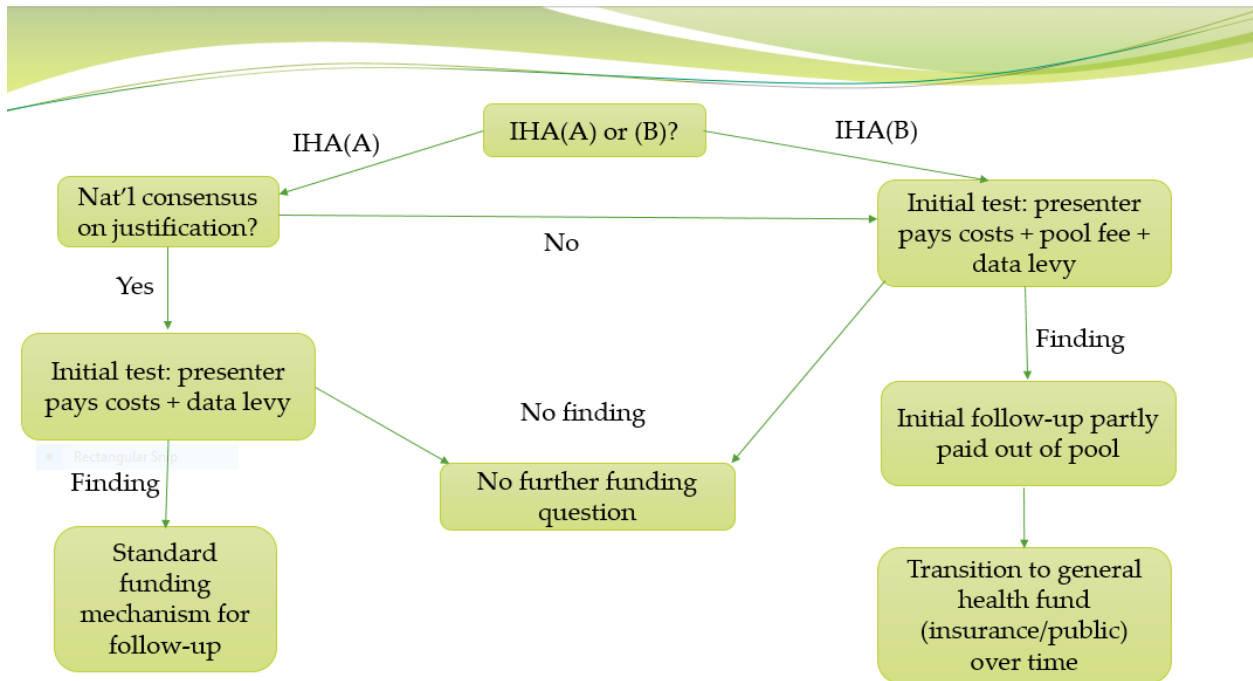 IHA(A) or (B)?
IHA(A)
IHA(B)
Nat'l consensus
on justification?
No
Initial test: presenter
pays costs + pool fee +
data levy
Yes
Finding
Initial test: presenter
pays costs + data levy
No finding
Initial follow-up partly
paid out of pool
Rectangular Snip
Finding
No further funding
question
Standard
funding
mechanism for
follow-up
Transition to general
health fund
(insurance/public)
over time